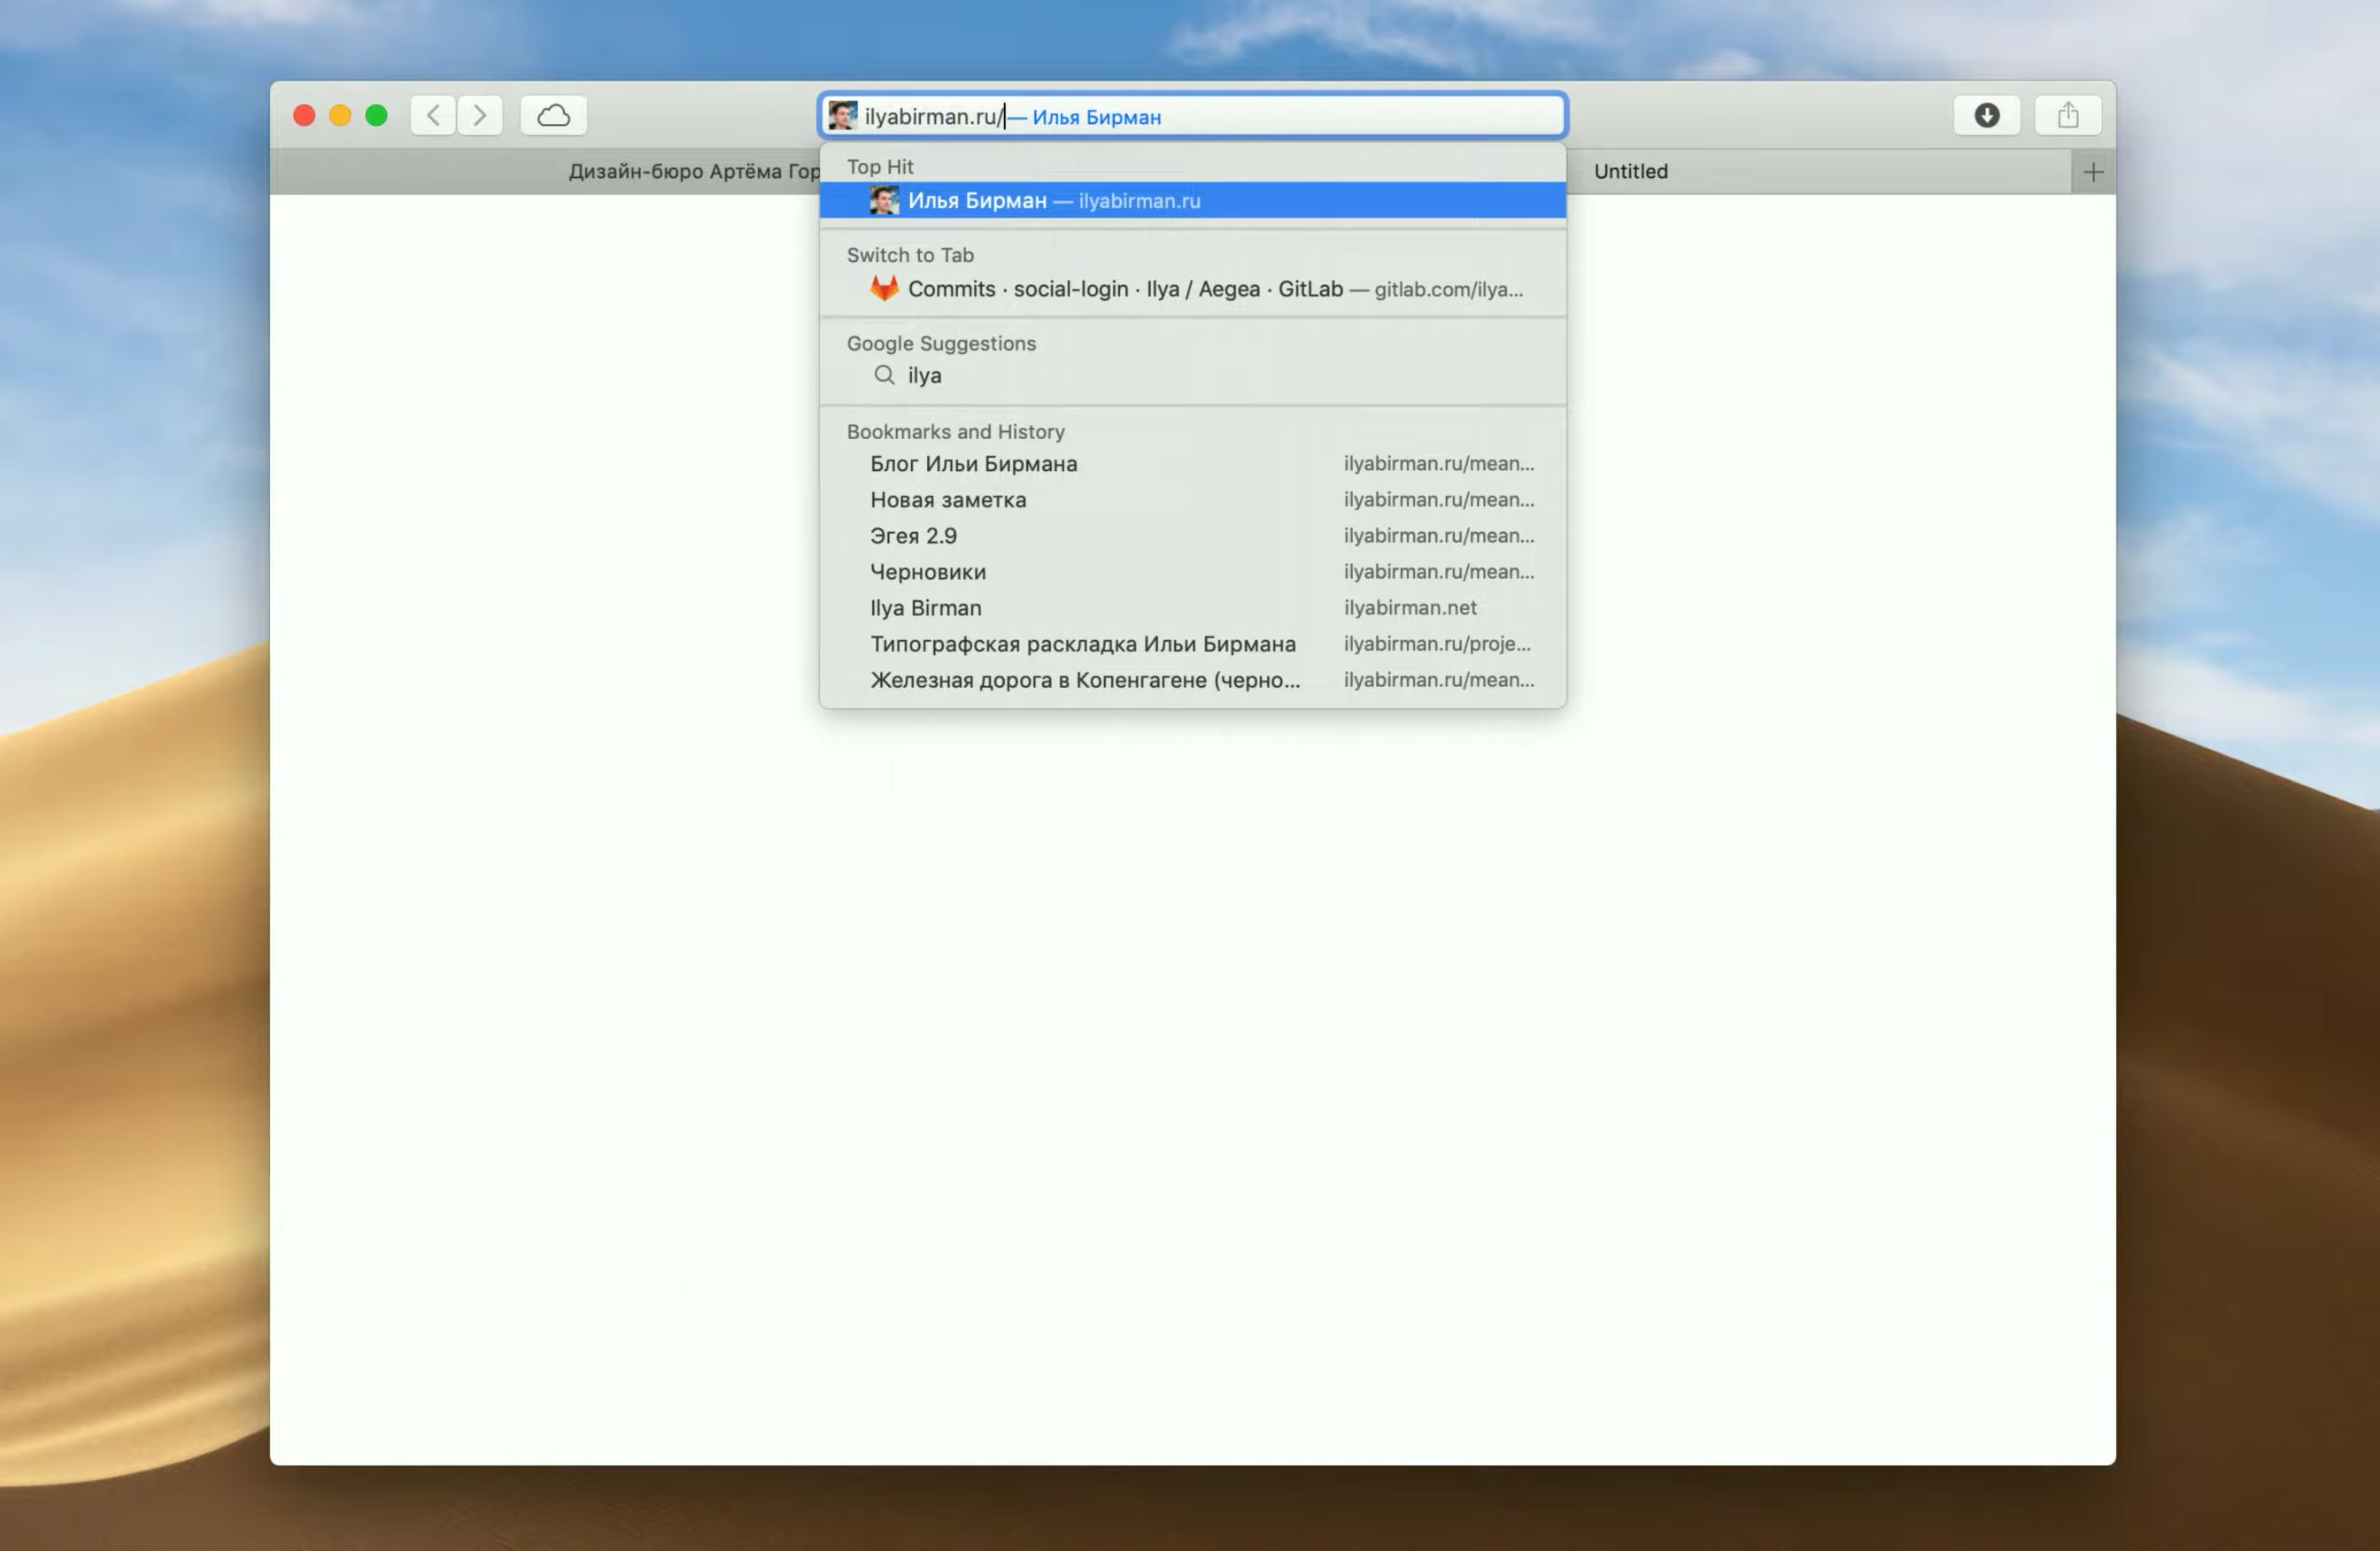 ilyabirman.ru/ — Илья Бирман
Дизайн-бюро Артёма Гор
Untitled
Top Hit
Илья Бирман — ilyabirman.ru
Switch to Tab
Commits · social-login · Ilya / Aegea · GitLab — gitlab.com/ilya...
Google Suggestions
ilya
Bookmarks and History
Блог Ильи Бирмана ilyabirman.ru/mean...
Новая заметка ilyabirman.ru/mean...
Эгея 2.9 ilyabirman.ru/mean...
Черновики ilyabirman.ru/mean...
Ilya Birman ilyabirman.net
Типографская раскладка Ильи Бирмана ilyabirman.ru/proje...
Железная дорога в Копенгагене (черно... ilyabirman.ru/mean...